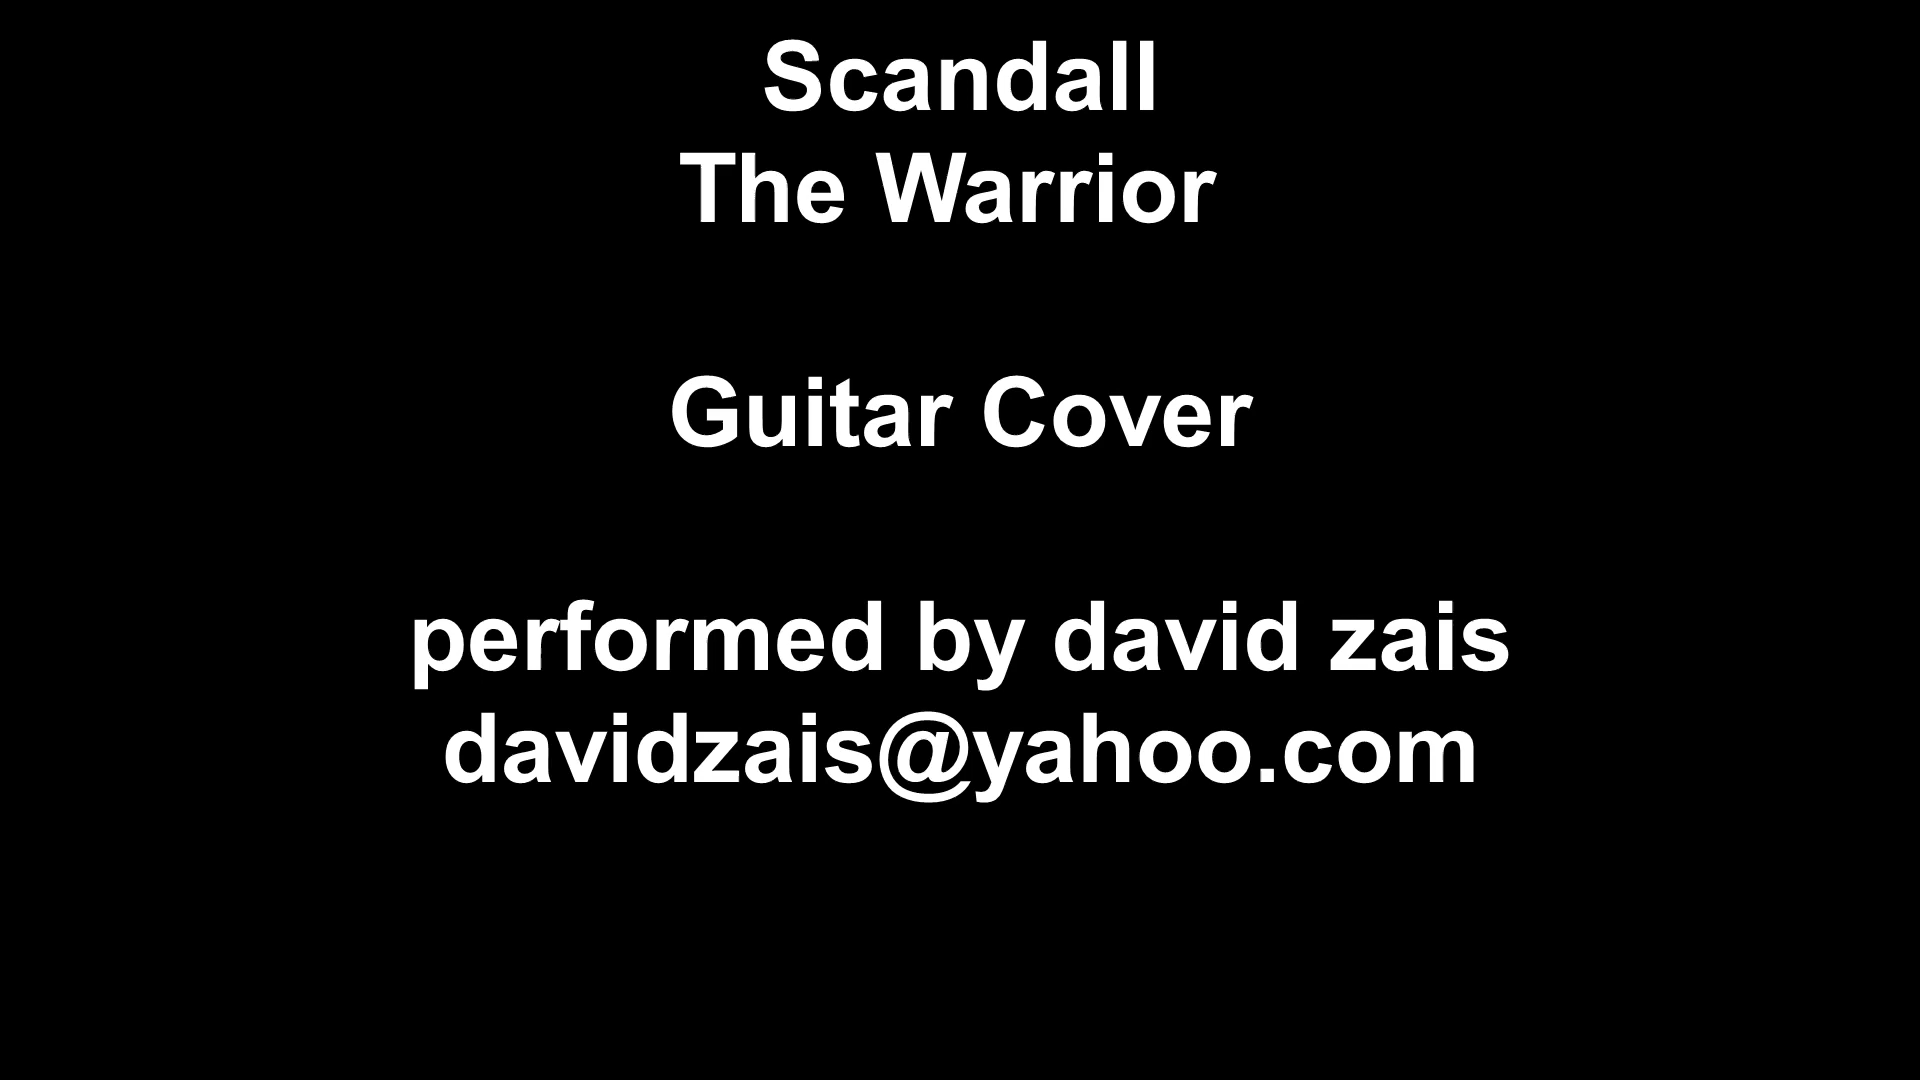 Scandall
The Warrior
Guitar Cover
performed by david zais
davidzais@yahoo.com